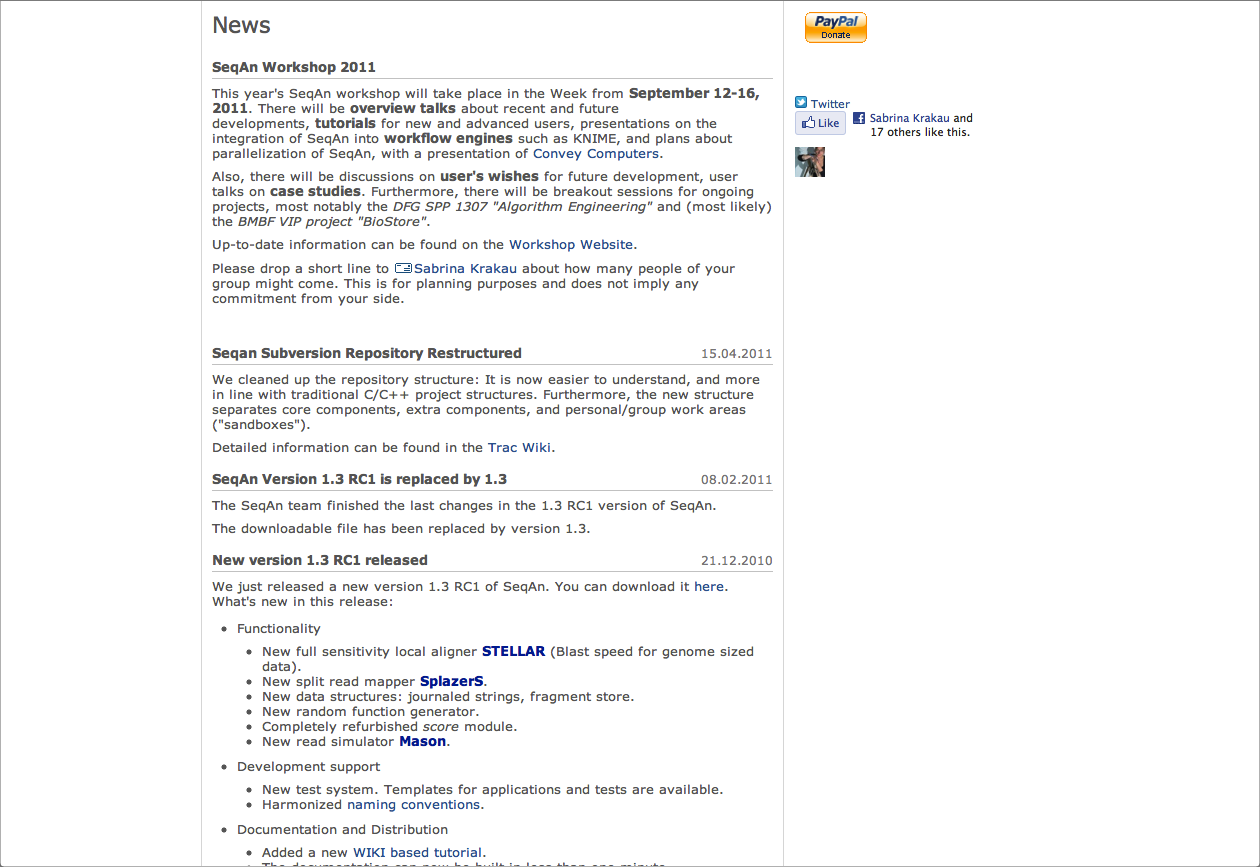 News
SeqAn Workshop 2011
This year's SeqAn workshop will take place in the Week from September 12-16,
2011. There will be overview talks about recent and future
developments, tutorials for new and advanced users, presentations on the
integration of SeqAn into workflow engines such as KNIME, and plans about
parallelization of SeqAn, with a presentation of Convey Computers.
Also, there will be discussions on user's wishes for future development, user
talks on case studies. Furthermore, there will be breakout sessions for ongoing
projects, most notably the DFG SPP 1307 "Algorithm Engineering" and (most likely)
the BMBF VIP project "BioStore".
Up-to-date information can be found on the Workshop Website.
Please drop a short line to Sabrina Krakau about how many people of your
group might come. This is for planning purposes and does not imply any
commitment from your side.
Seqan Subversion Repository Restructured 15.04.2011
We cleaned up the repository structure: It is now easier to understand, and more
in line with traditional C/C++ project structures. Furthermore, the new structure
separates core components, extra components, and personal/group work areas
("sandboxes").
Detailed information can be found in the Trac Wiki.
SeqAn Version 1.3 RC1 is replaced by 1.3 08.02.2011
The SeqAn team finished the last changes in the 1.3 RC1 version of SeqAn.
The downloadable file has been replaced by version 1.3.
New version 1.3 RC1 released 21.12.2010
We just released a new version 1.3 RC1 of SeqAn. You can download it here.
What's new in this release:
• Functionality
• New full sensitivity local aligner STELLAR (Blast speed for genome sized
data).
• New split read mapper SplazerS.
• New data structures: journaled strings, fragment store.
• New random function generator.
• Completely refurbished score module.
• New read simulator Mason.
• Development support
• New test system. Templates for applications and tests are available.
• Harmonized naming conventions.
• Documentation and Distribution
• Added a new WIKI based tutorial.
• The documentation can now be built in less than one minute.
PayPal
Donate
Twitter
Like
Sabrina Krakau and
17 others like this.